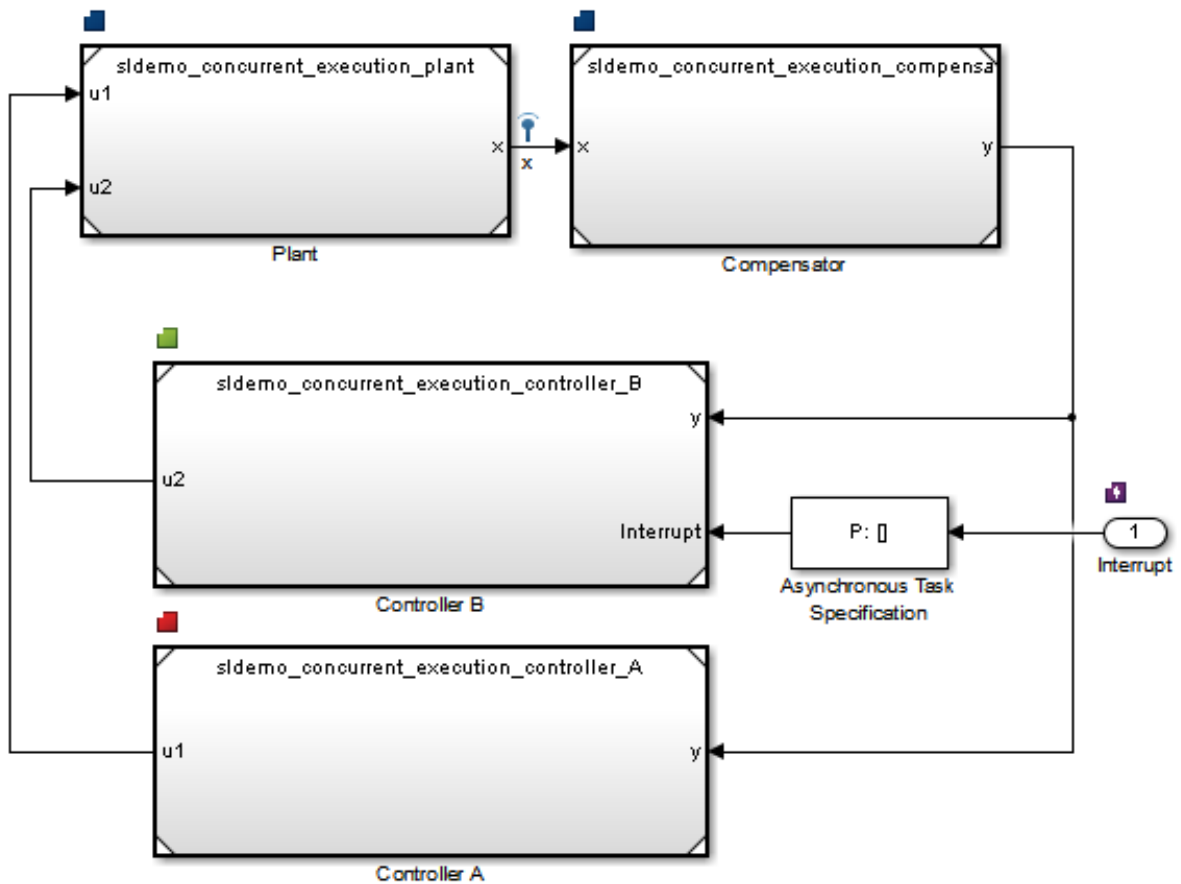 sldemo_concurrent_execution_plant
u1
u2
x
x
Plant
sldemo_concurrent_execution_compensa
x
y
Compensator
sldemo_concurrent_execution_controller_B
y
u2
Interrupt
Controller B
P: []
Asynchronous Task
Specification
1
Interrupt
sldemo_concurrent_execution_controller_A
u1
y
Controller A